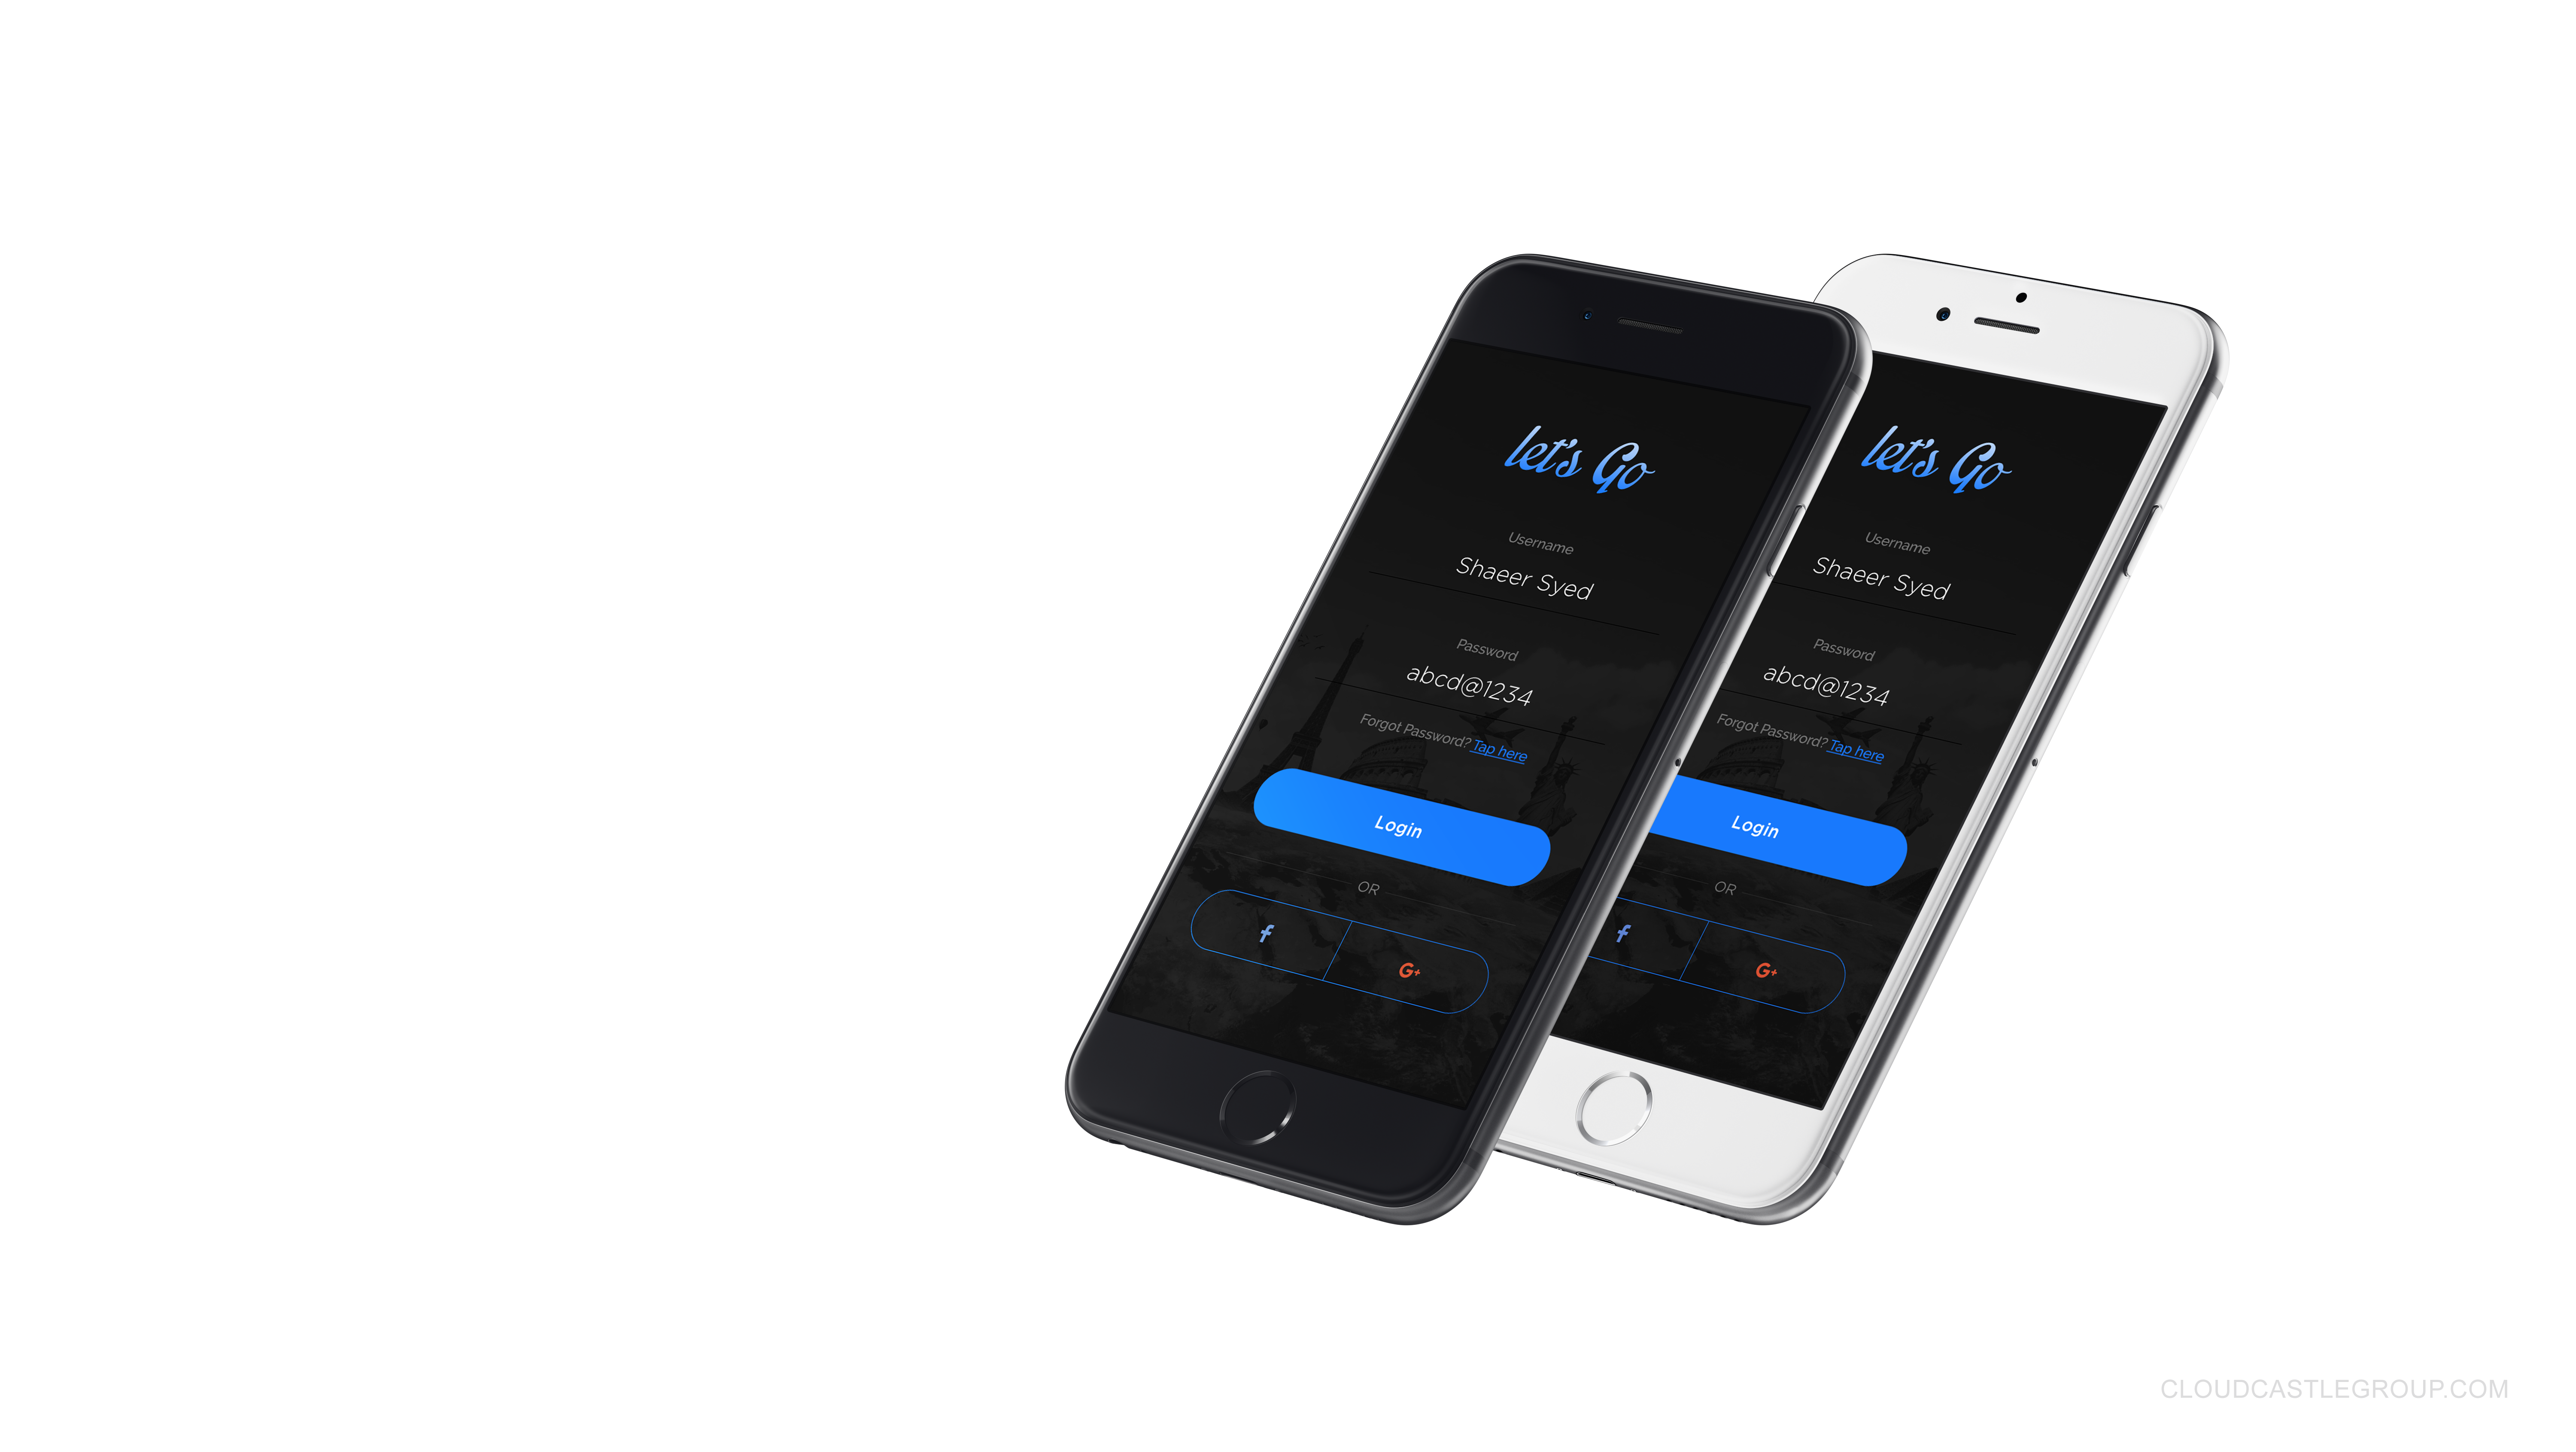 let's Go
Username
Shaeer Syed
Password
abcd@1234
Forgot Password? Tap here
Login
OR
f
G+
let's Go
Username
Shaeer Syed
Password
abcd@1234
Forgot Password? Tap here
Login
OR
f
G+
CLOUDCASTLEGROUP.COM